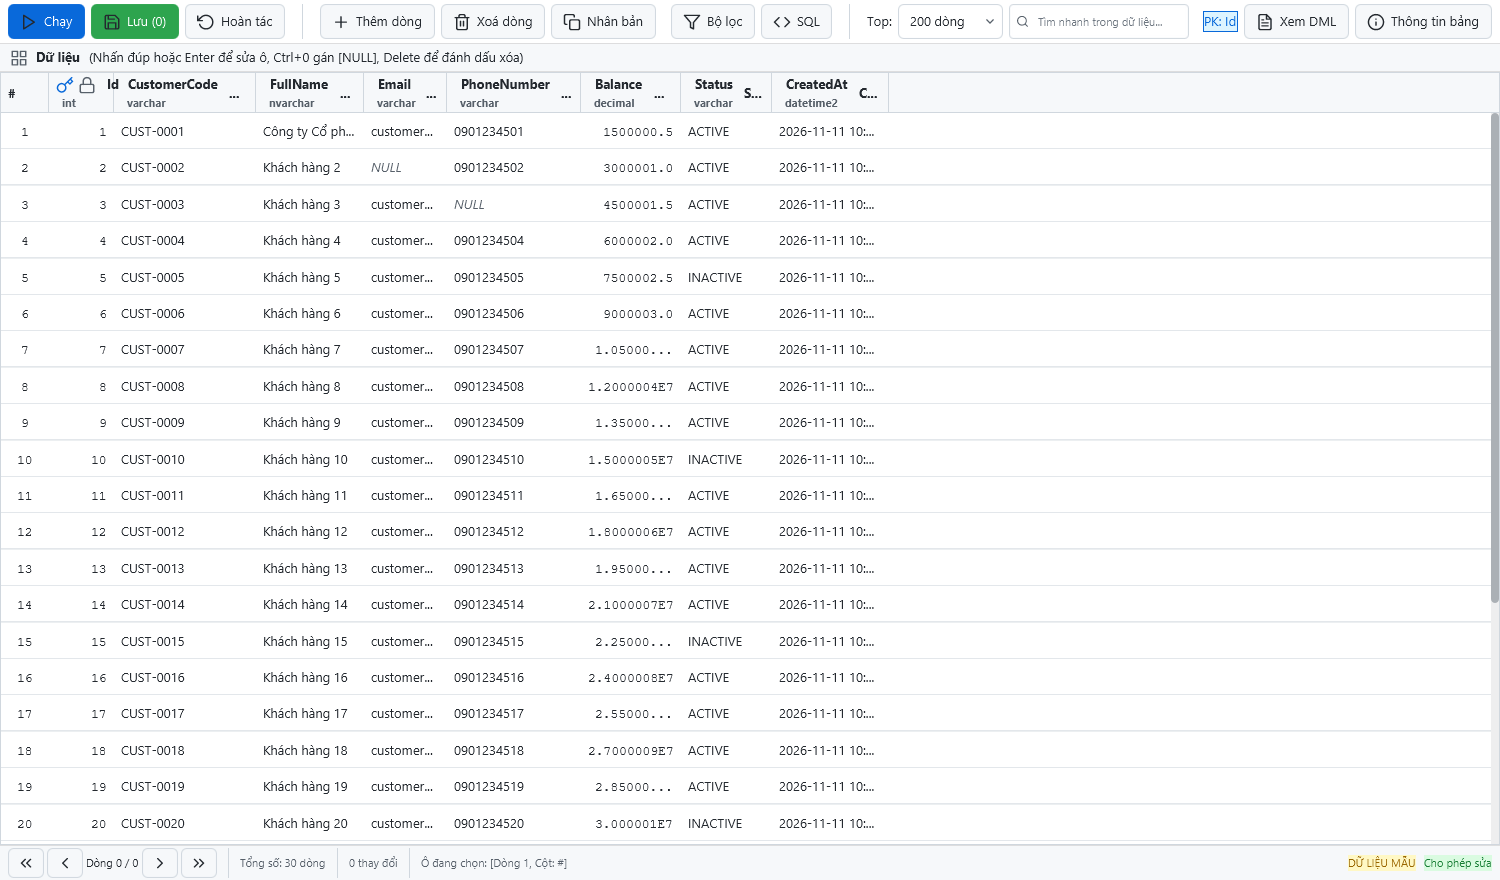 Chạy Lưu (0) Hoàn tác Thêm dòng Xoá dòng Nhân bản Bộ lọc SQL Top: 200 dòng Tìm nhanh trong dữ liệu... PK: Id Xem DML Thông tin bảng
Dữ liệu (Nhấn đúp hoặc Enter để sửa ô, Ctrl+0 gán [NULL], Delete để đánh dấu xóa)
# Id CustomerCode ... FullName ... Email ... PhoneNumber ... Balance ... Status S... CreatedAt C...
int varchar nvarchar varchar varchar decimal varchar datetime2
1 1 CUST-0001 Công ty Cổ ph... customer... 0901234501 1500000.5 ACTIVE 2026-11-11 10:...
2 2 CUST-0002 Khách hàng 2 NULL 0901234502 3000001.0 ACTIVE 2026-11-11 10:...
3 3 CUST-0003 Khách hàng 3 customer... NULL 4500001.5 ACTIVE 2026-11-11 10:...
4 4 CUST-0004 Khách hàng 4 customer... 0901234504 6000002.0 ACTIVE 2026-11-11 10:...
5 5 CUST-0005 Khách hàng 5 customer... 0901234505 7500002.5 INACTIVE 2026-11-11 10:...
6 6 CUST-0006 Khách hàng 6 customer... 0901234506 9000003.0 ACTIVE 2026-11-11 10:...
7 7 CUST-0007 Khách hàng 7 customer... 0901234507 1.05000... ACTIVE 2026-11-11 10:...
8 8 CUST-0008 Khách hàng 8 customer... 0901234508 1.2000004E7 ACTIVE 2026-11-11 10:...
9 9 CUST-0009 Khách hàng 9 customer... 0901234509 1.35000... ACTIVE 2026-11-11 10:...
10 10 CUST-0010 Khách hàng 10 customer... 0901234510 1.5000005E7 INACTIVE 2026-11-11 10:...
11 11 CUST-0011 Khách hàng 11 customer... 0901234511 1.65000... ACTIVE 2026-11-11 10:...
12 12 CUST-0012 Khách hàng 12 customer... 0901234512 1.8000006E7 ACTIVE 2026-11-11 10:...
13 13 CUST-0013 Khách hàng 13 customer... 0901234513 1.95000... ACTIVE 2026-11-11 10:...
14 14 CUST-0014 Khách hàng 14 customer... 0901234514 2.1000007E7 ACTIVE 2026-11-11 10:...
15 15 CUST-0015 Khách hàng 15 customer... 0901234515 2.25000... INACTIVE 2026-11-11 10:...
16 16 CUST-0016 Khách hàng 16 customer... 0901234516 2.4000008E7 ACTIVE 2026-11-11 10:...
17 17 CUST-0017 Khách hàng 17 customer... 0901234517 2.55000... ACTIVE 2026-11-11 10:...
18 18 CUST-0018 Khách hàng 18 customer... 0901234518 2.7000009E7 ACTIVE 2026-11-11 10:...
19 19 CUST-0019 Khách hàng 19 customer... 0901234519 2.85000... ACTIVE 2026-11-11 10:...
20 20 CUST-0020 Khách hàng 20 customer... 0901234520 3.000001E7 INACTIVE 2026-11-11 10:...
Dòng 0 / 0 Tổng số: 30 dòng 0 thay đổi Ô đang chọn: [Dòng 1, Cột: #] DỮ LIỆU MẪU Cho phép sửa